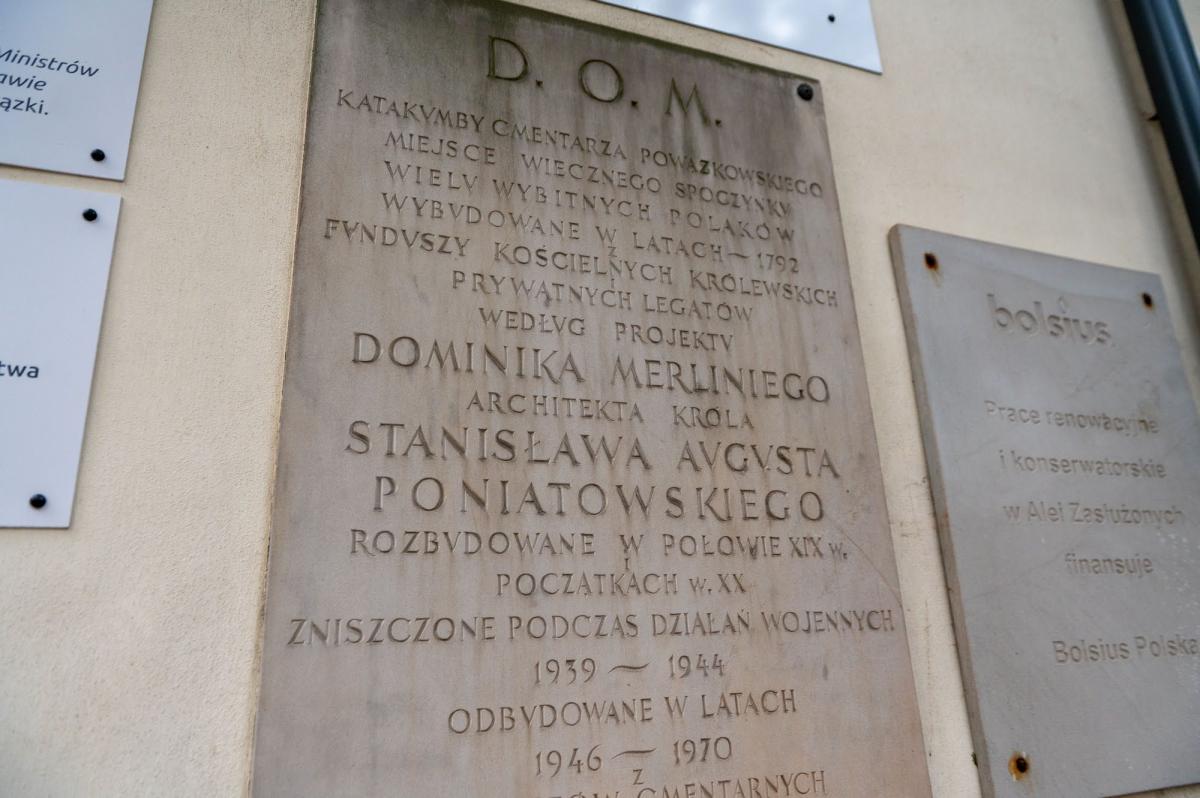 Ministrów
awie
ązki.
twa
D. O. M.
KATAKVMBY CMENTARZA POWĄZKOWSKIEGO
MIEJSCE WIECZNEGO SPOCZYNKV
WIELV WYBITNYCH POLAKÓW
WYBVDOWANE W LATACH ~ 1792
Z
FVNDVSZY KOŚCIELNYCH KRÓLEWSKICH
I
PRYWATNYCH LEGATÓW
WEDŁVG PROJEKTV
DOMINIKA MERLINIEGO
ARCHITEKTA KRÓLA
STANISŁAWA AVGVSTA
PONIATOWSKIEGO
ROZBVDOWANE W POŁOWIE XIX w.
I
POCZATKACH w. XX
ZNISZCZONE PODCZAS DZIAŁAŃ WOJENNYCH
1939 ~ 1944
ODBVDOWANE W LATACH
1946 ~ 1970
Z
CMENTARNYCH
bolsius
Prace renowacyjne
i konserwatorskie
w Alei Zasłużonych
finansuje
Bolsius Polska